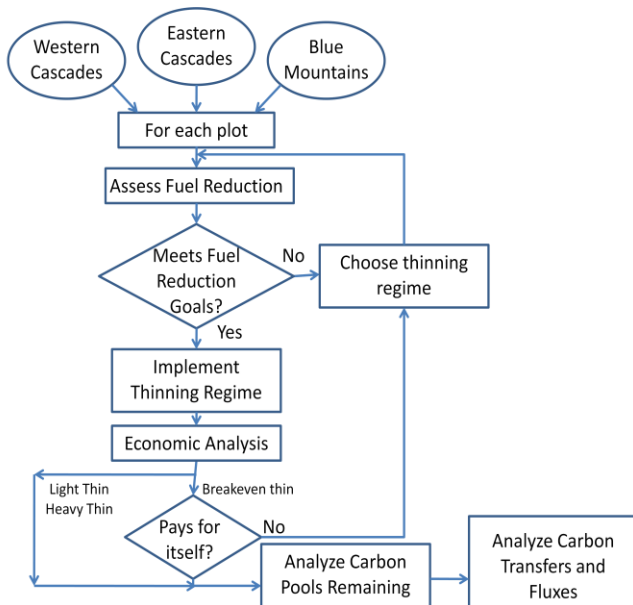 Western
Cascades
Eastern
Cascades
Blue
Mountains
For each plot
Assess Fuel Reduction
Meets Fuel
Reduction
Goals?
No
Choose thinning
regime
Yes
Implement
Thinning Regime
Economic Analysis
Light Thin
Heavy Thin
Breakeven thin
Pays for
itself?
No
Analyze Carbon
Pools Remaining
Analyze Carbon
Transfers and
Fluxes